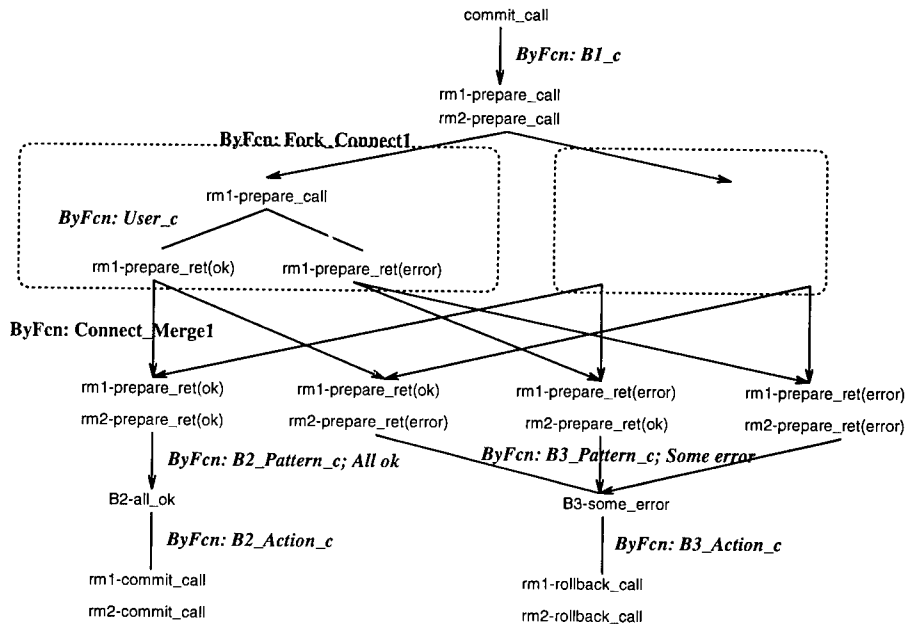 commit_call
ByFcn: B1_c
rm1-prepare_call
rm2-prepare_call
ByFcn: Fork_Connect1
rm1-prepare_call
ByFcn: User_c
rm1-prepare_ret(ok) rm1-prepare_ret(error)
ByFcn: Connect_Merge1
rm1-prepare_ret(ok) rm1-prepare_ret(ok) rm1-prepare_ret(error) rm1-prepare_ret(error)
rm2-prepare_ret(ok) rm2-prepare_ret(error) rm2-prepare_ret(ok) rm2-prepare_ret(error)
ByFcn: B2_Pattern_c; All ok ByFcn: B3_Pattern_c; Some error
B2-all_ok B3-some_error
ByFcn: B2_Action_c ByFcn: B3_Action_c
rm1-commit_call rm1-rollback_call
rm2-commit_call rm2-rollback_call